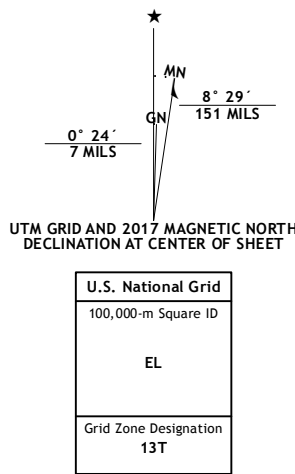 MN
GN
8° 29´
151 MILS
0° 24´
7 MILS
UTM GRID AND 2017 MAGNETIC NORTH
DECLINATION AT CENTER OF SHEET
U.S. National Grid
100,000-m Square ID
EL
Grid Zone Designation
13T